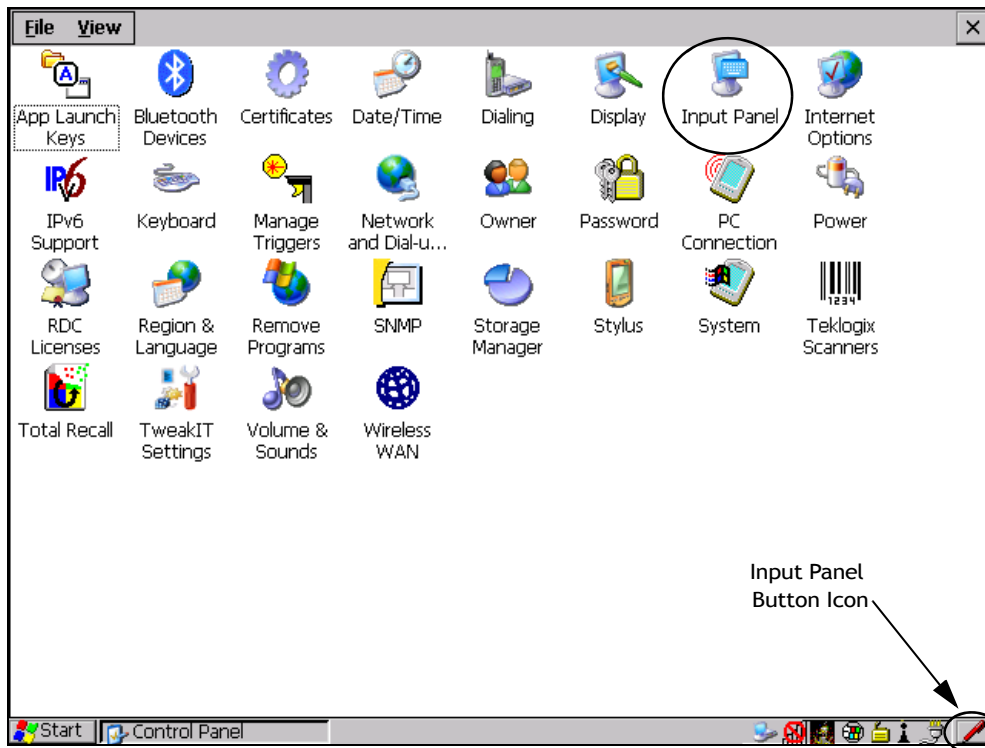 File View
App Launch Keys
Bluetooth Devices
Certificates
Date/Time
Dialing
Display
Input Panel
Internet Options
IPv6 Support
Keyboard
Manage Triggers
Network and Dial-u...
Owner
Password
PC Connection
Power
RDC Licenses
Region & Language
Remove Programs
SNMP
Storage Manager
Stylus
System
1234
Teklogix Scanners
Total Recall
TweakIT Settings
Volume & Sounds
Wireless WAN
Input Panel
Button Icon
Start
Control Panel